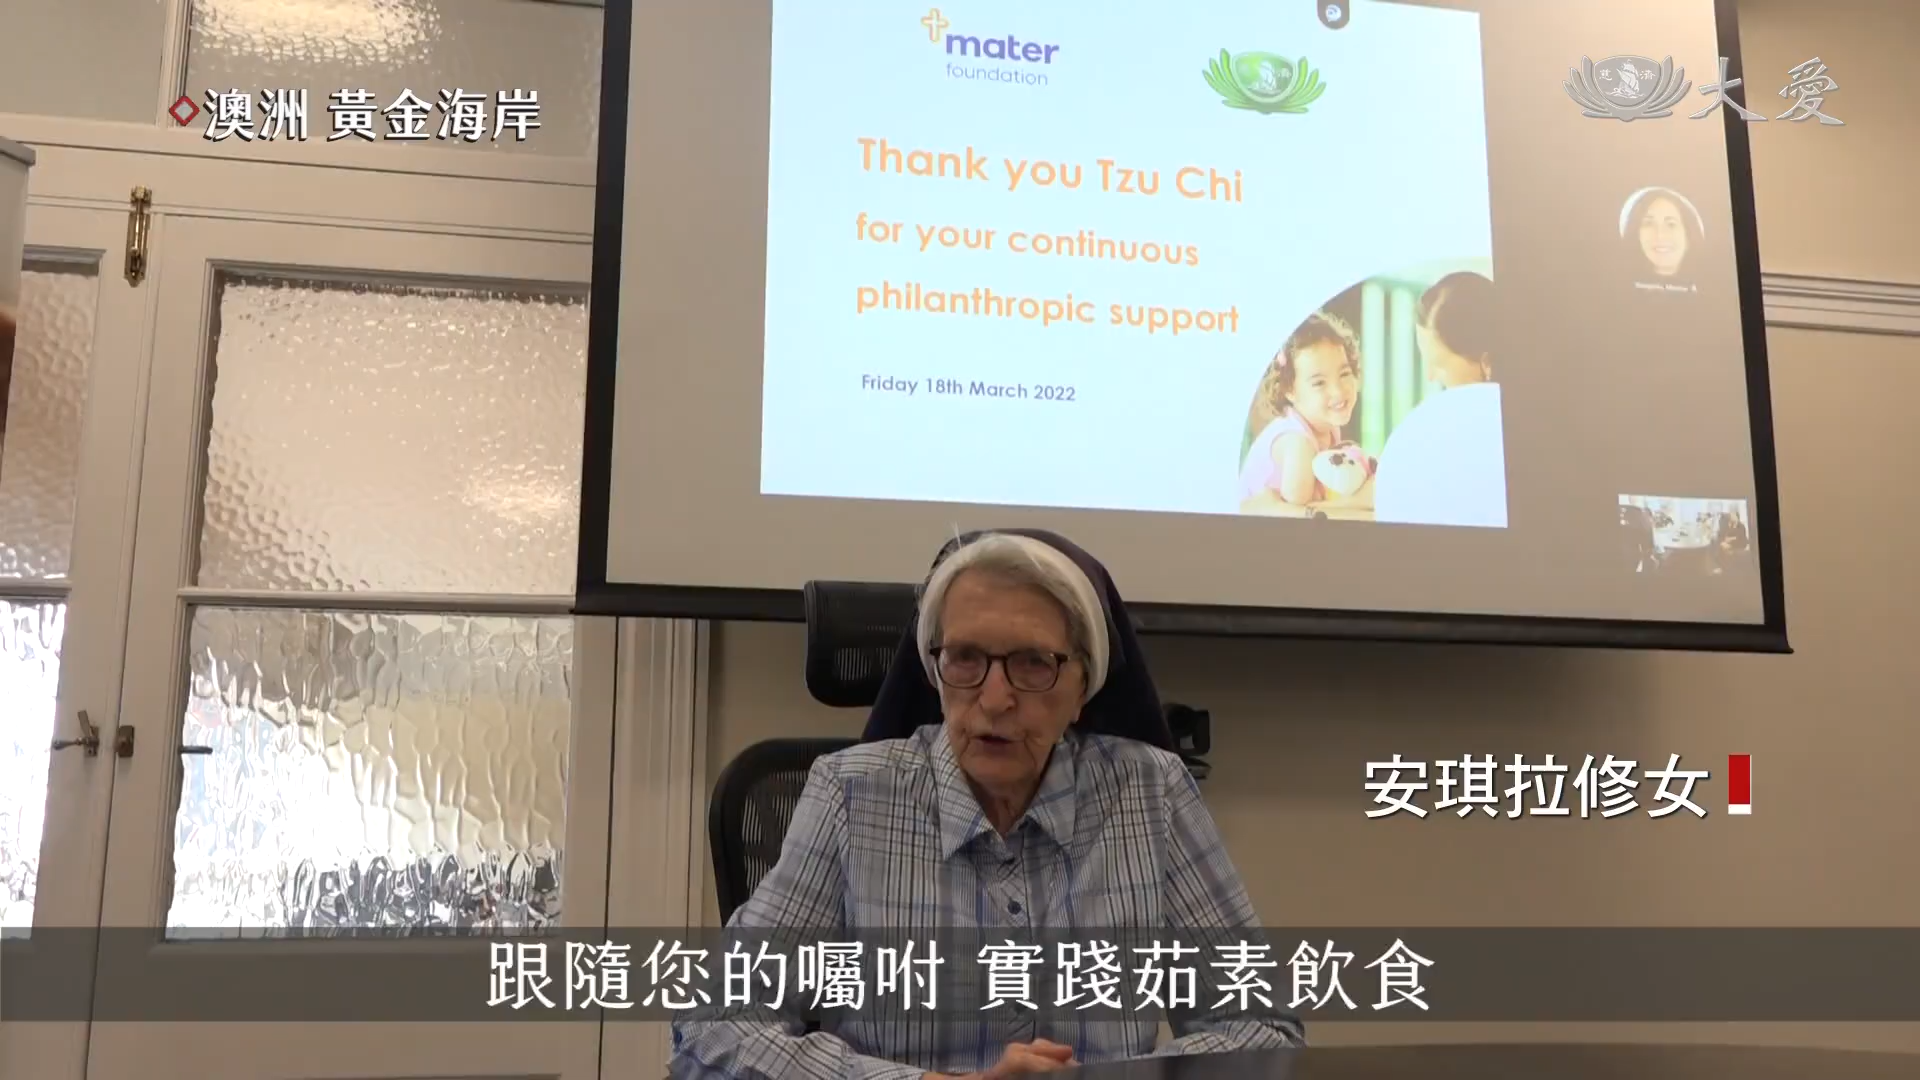 澳洲 黃金海岸
mater
foundation
慈 濟
大愛
Thank you Tzu Chi
for your continuous
philanthropic support
Friday 18th March 2022
安琪拉修女
跟隨您的囑咐 實踐茹素飲食